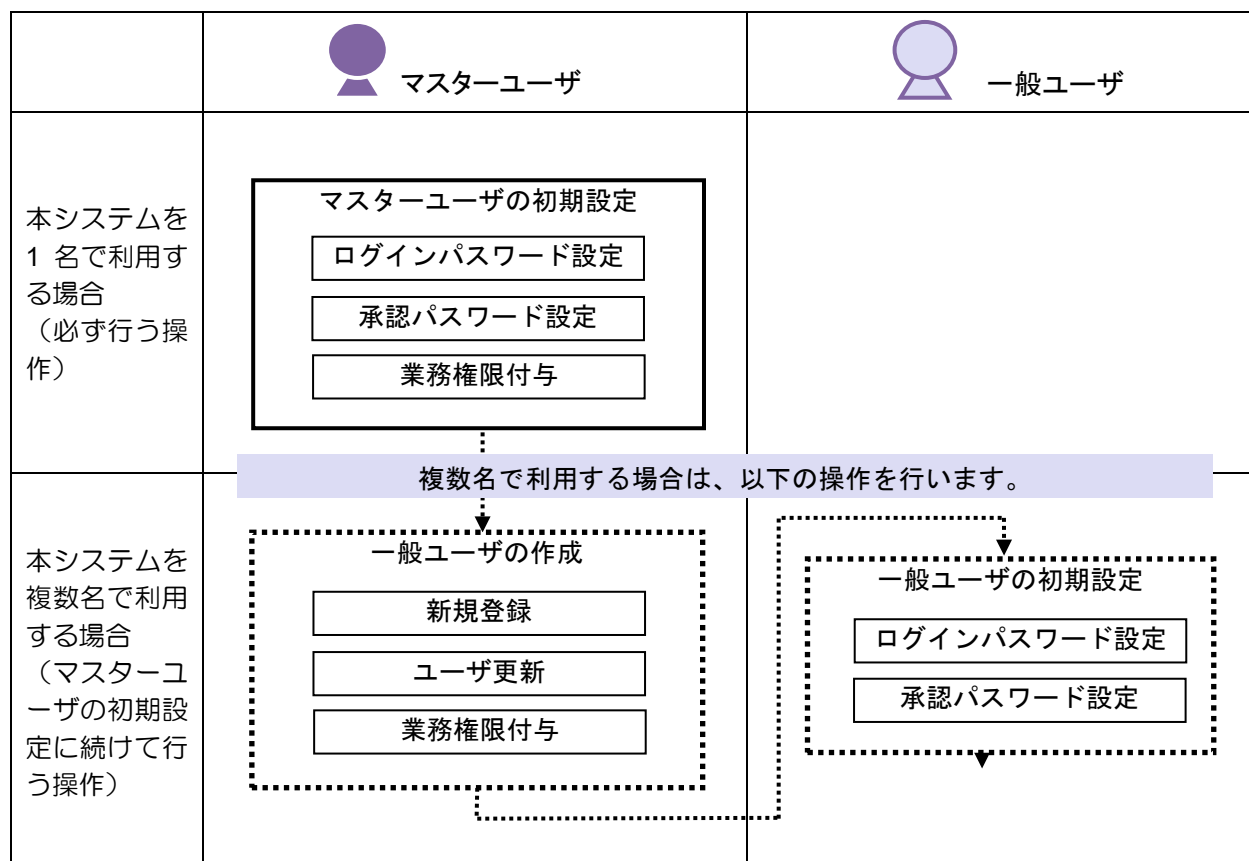 マスターユーザ
一般ユーザ
本システムを
1 名で利用す
る場合
（必ず行う操
作）
マスターユーザの初期設定
ログインパスワード設定
承認パスワード設定
業務権限付与
複数名で利用する場合は、以下の操作を行います。
本システムを
複数名で利用
する場合
（マスターユ
ーザの初期設
定に続けて行
う操作）
一般ユーザの作成
新規登録
ユーザ更新
業務権限付与
一般ユーザの初期設定
ログインパスワード設定
承認パスワード設定